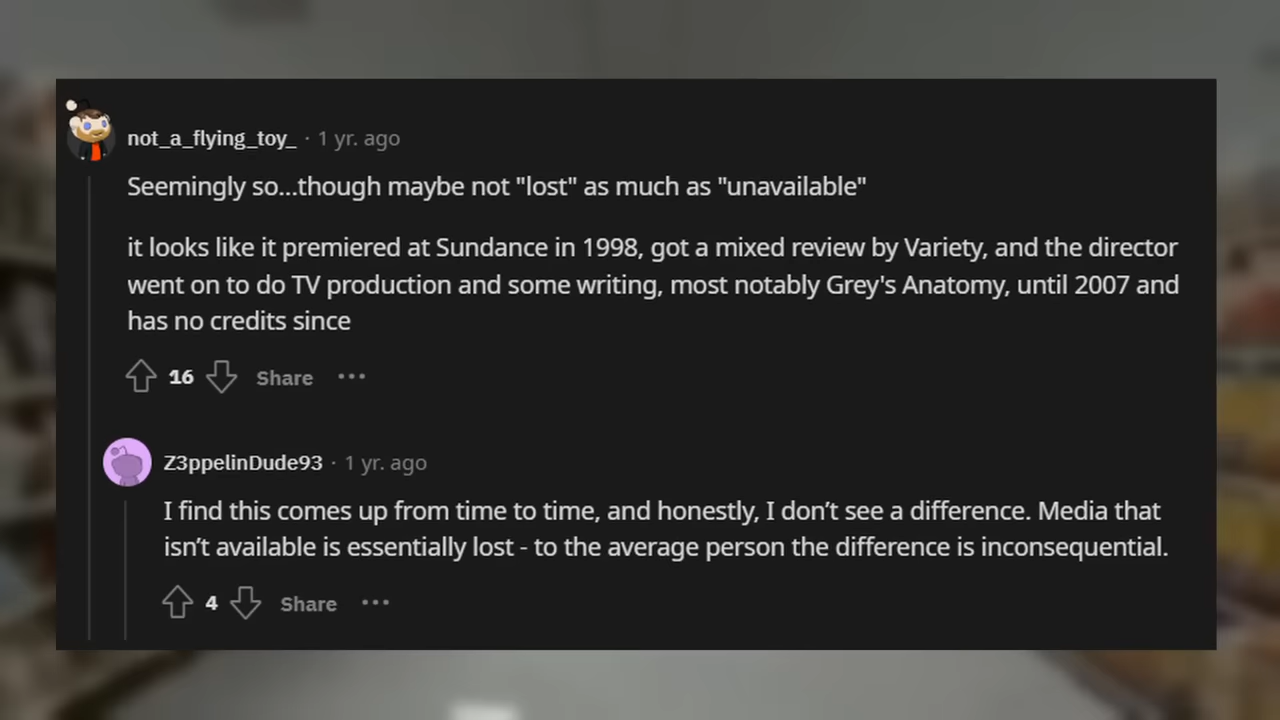 not_a_flying_toy_ · 1 yr. ago
Seemingly so...though maybe not "lost" as much as "unavailable"
it looks like it premiered at Sundance in 1998, got a mixed review by Variety, and the director
went on to do TV production and some writing, most notably Grey's Anatomy, until 2007 and
has no credits since
16 Share ···
Z3ppelinDude93 · 1 yr. ago
I find this comes up from time to time, and honestly, I don’t see a difference. Media that
isn’t available is essentially lost - to the average person the difference is inconsequential.
4 Share ···